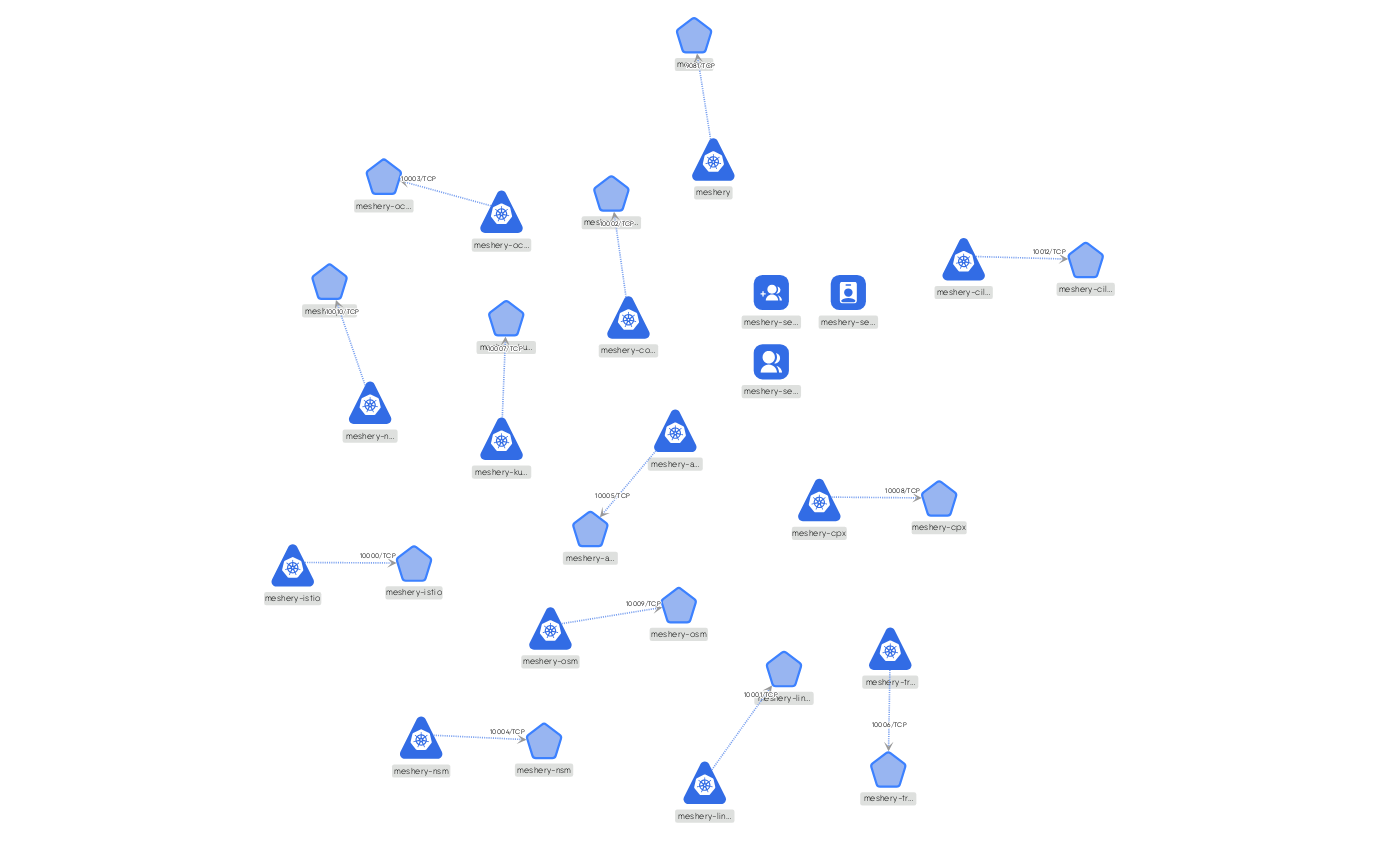 9081/TCP
meshery
10003/TCP
meshery-oc...
meshery-oc...
10002/TCP
meshery-co...
10012/TCP
meshery-cil...
meshery-cil...
10010/TCP
meshery-n...
meshery-se...
meshery-se...
meshery-se...
10007/TCP
meshery-ku...
meshery-a...
10005/TCP
meshery-a...
10008/TCP
meshery-cpx
meshery-cpx
10000/TCP
meshery-istio
meshery-istio
10009/TCP
meshery-osm
meshery-osm
10001/TCP
meshery-lin...
meshery-lin...
meshery-tr...
10006/TCP
meshery-tr...
10004/TCP
meshery-nsm
meshery-nsm